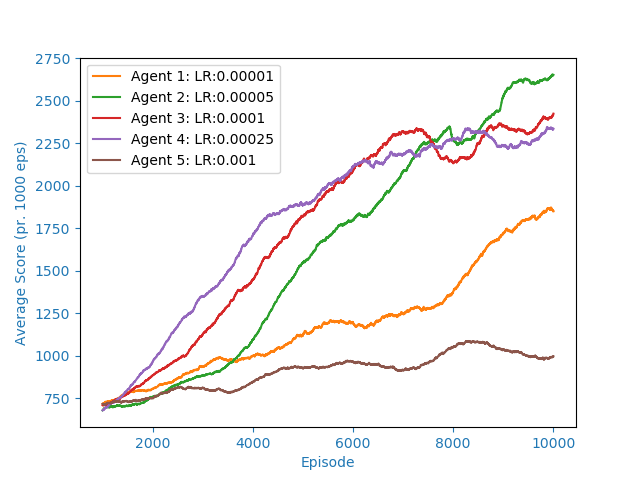 2750
2500
2250
2000
1750
1500
1250
1000
750
Average Score (pr. 1000 eps)
Agent 1: LR:0.00001
Agent 2: LR:0.00005
Agent 3: LR:0.0001
Agent 4: LR:0.00025
Agent 5: LR:0.001
2000 4000 6000 8000 10000
Episode